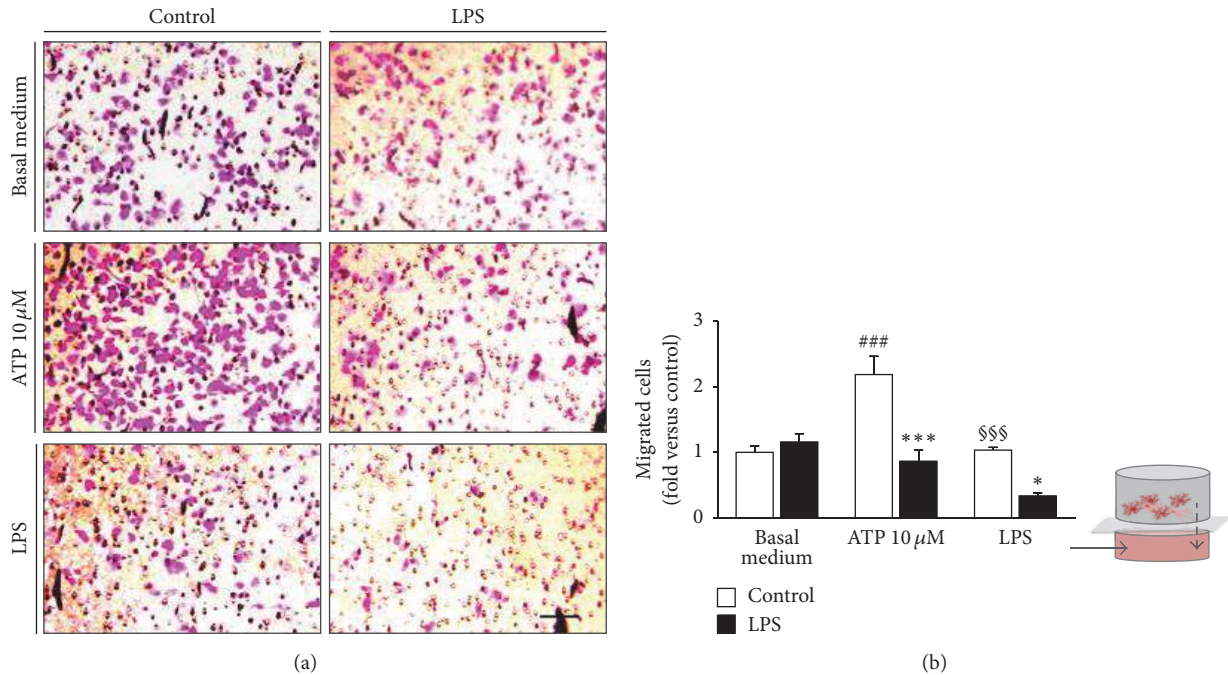 Control
LPS
Basal medium
ATP 10 μM
LPS
(a)
Migrated cells
(fold versus control)
3
2
1
0
###
***
§§§
*
Basal
medium
ATP 10 μM
LPS
Control
LPS
(b)